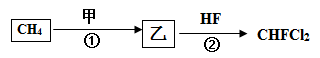 CH₄ 甲 ① 乙 HF ② CHFCl2